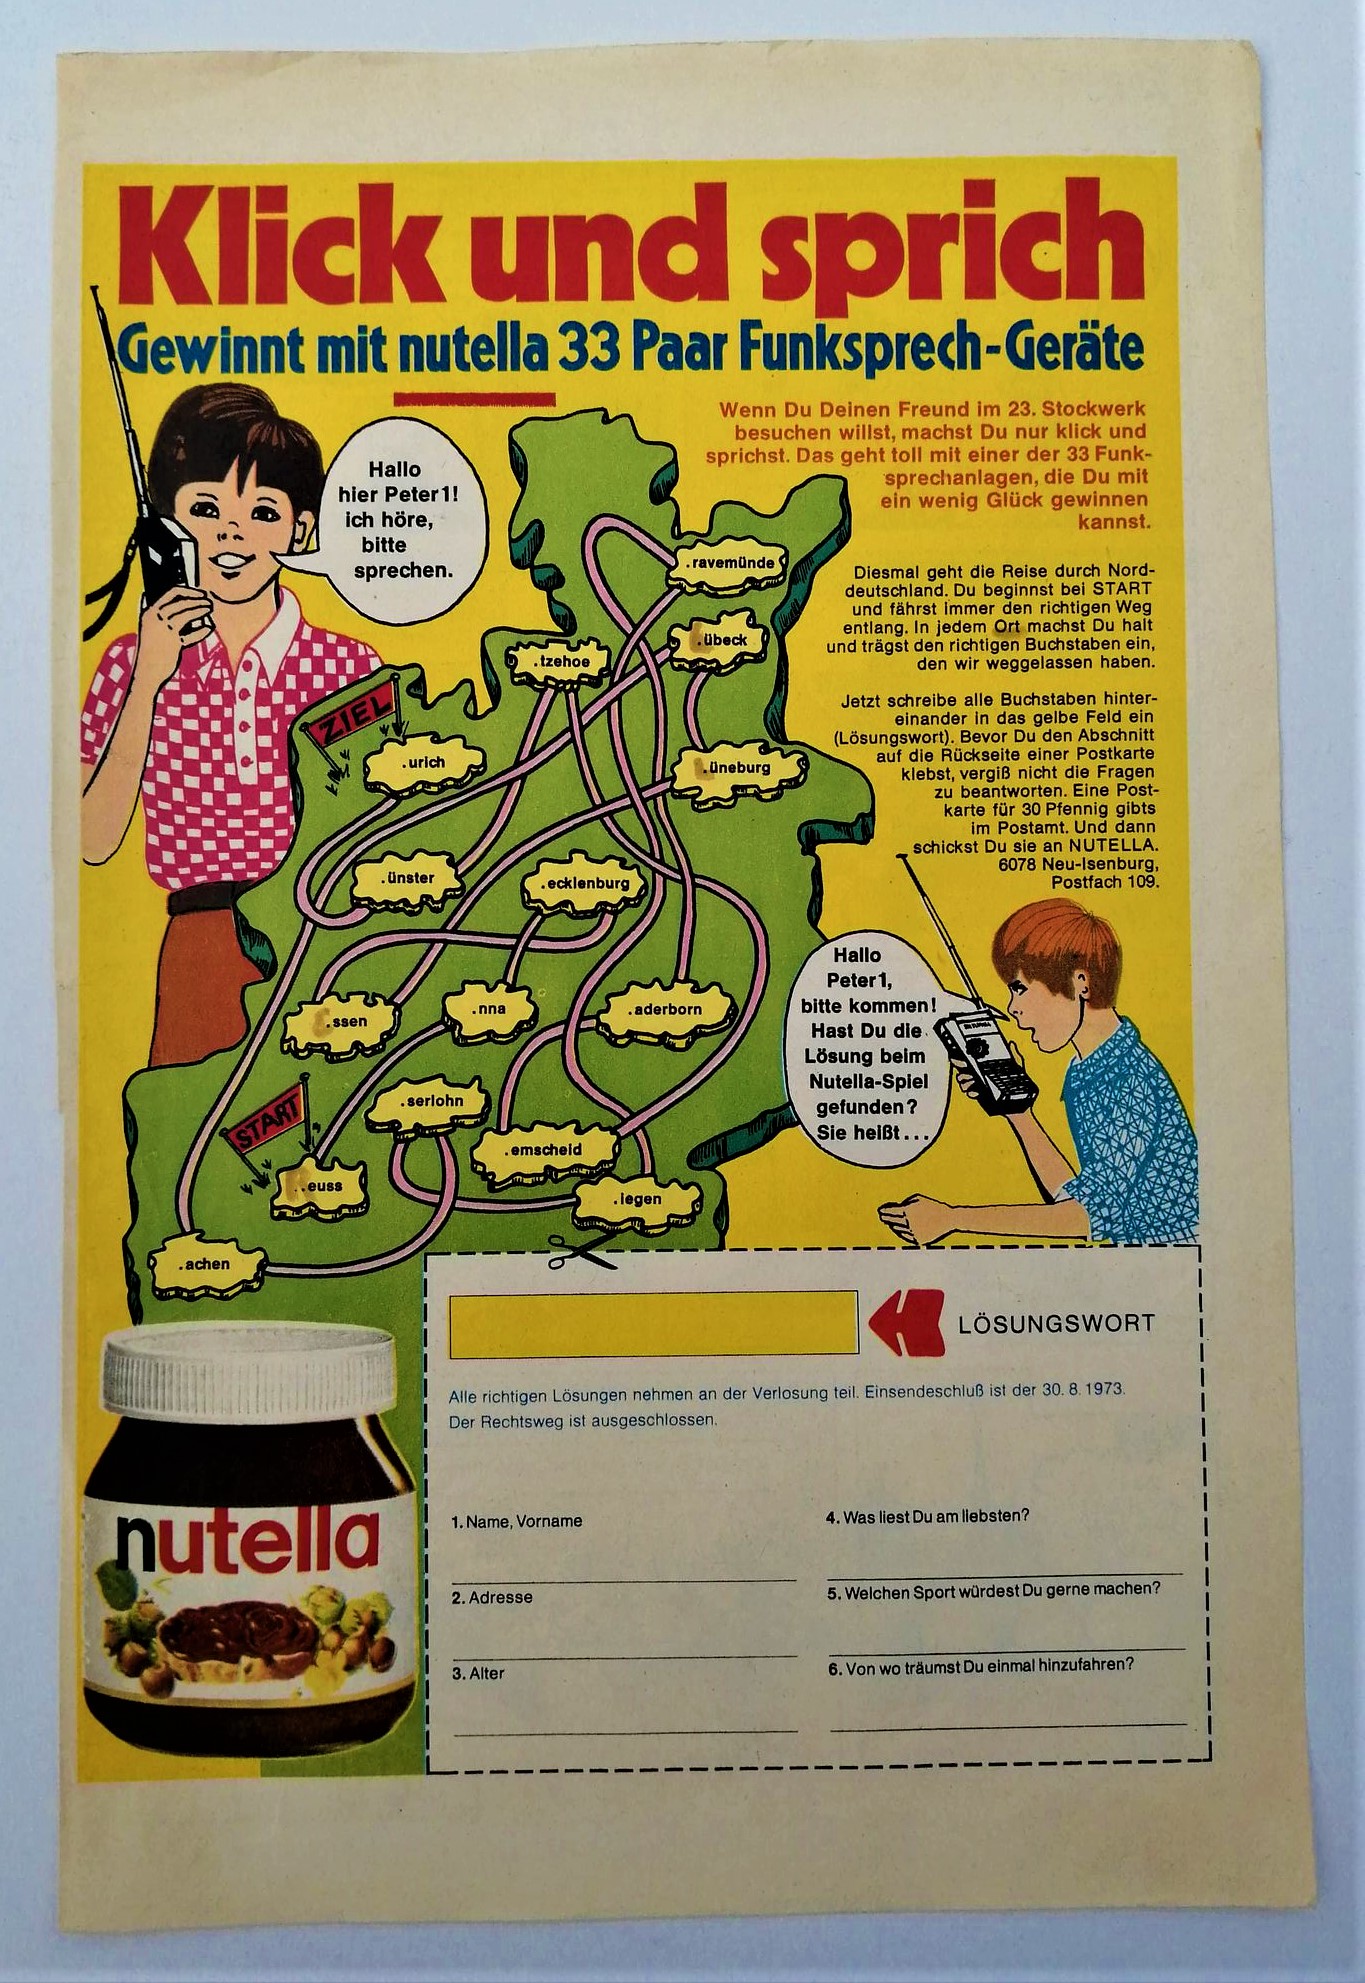 Klick und sprich
Gewinnt mit nutella 33 Paar Funksprech-Geräte
Hallo
hier Peter1!
ich höre,
bitte
sprechen.
Wenn Du Deinen Freund im 23. Stockwerk
besuchen willst, machst Du nur klick und
sprichst. Das geht toll mit einer der 33 Funk-
sprechanlagen, die Du mit
ein wenig Glück gewinnen
kannst.
Diesmal geht die Reise durch Nord-
deutschland. Du beginnst bei START
und fährst immer den richtigen Weg
entlang. In jedem Ort machst Du halt
und trägst den richtigen Buchstaben ein,
den wir weggelassen haben.
Jetzt schreibe alle Buchstaben hinter-
einander in das gelbe Feld ein
(Lösungswort). Bevor Du den Abschnitt
auf die Rückseite einer Postkarte
klebst, vergiß nicht die Fragen
zu beantworten. Eine Post-
karte für 30 Pfennig gibts
im Postamt. Und dann
schickst Du sie an NUTELLA.
6078 Neu-Isenburg,
Postfach 109.
.ravemünde
.übeck
.tzehoe
ZIEL
.urich
.üneburg
.ünster
.ecklenburg
.ssen
.nna
.aderborn
.serlohn
START
.emscheid
.euss
.iegen
.achen
Hallo
Peter1,
bitte kommen!
Hast Du die
Lösung beim
Nutella-Spiel
gefunden?
Sie heißt...
LÖSUNGSWORT
Alle richtigen Lösungen nehmen an der Verlosung teil. Einsendeschluß ist der 30. 8. 1973.
Der Rechtsweg ist ausgeschlossen.
1. Name, Vorname
2. Adresse
3. Alter
4. Was liest Du am liebsten?
5. Welchen Sport würdest Du gerne machen?
6. Von wo träumst Du einmal hinzufahren?
nutella